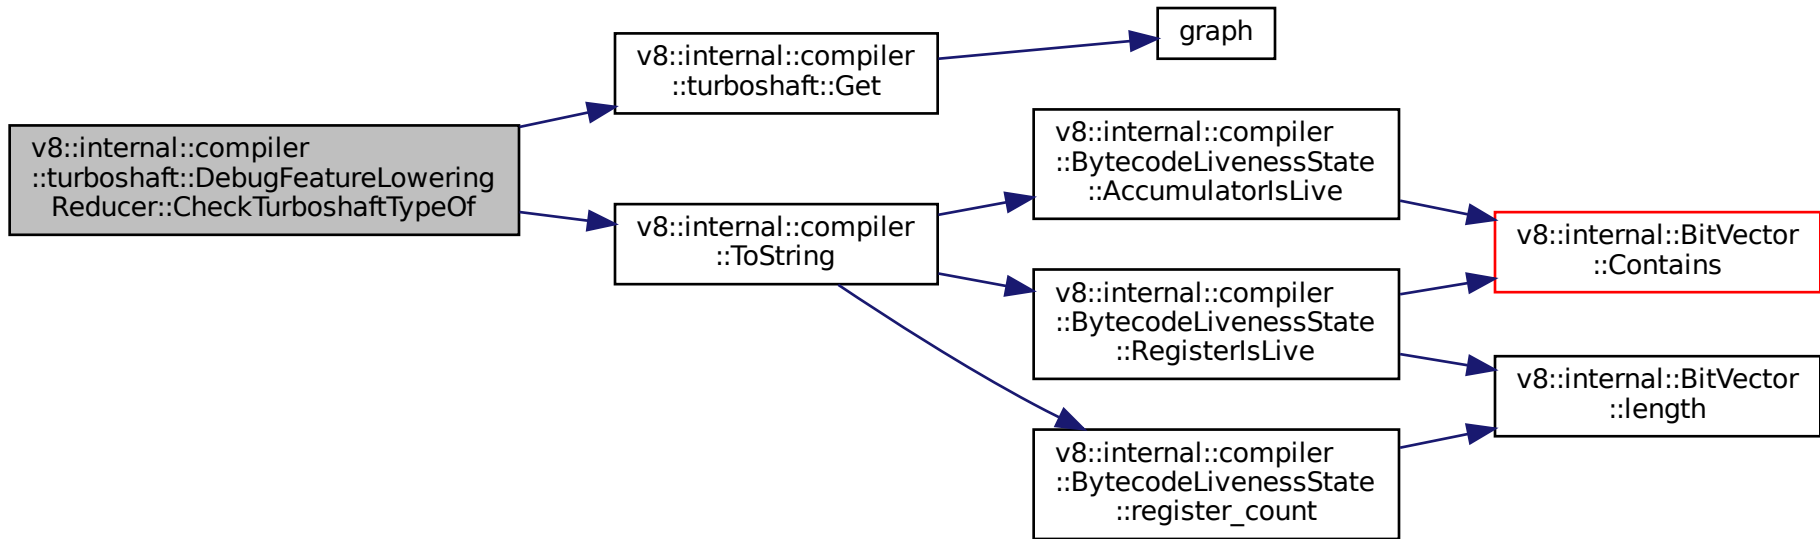 v8::internal::compiler
::turboshaft::DebugFeatureLowering
Reducer::CheckTurboshaftTypeOf
v8::internal::compiler
::turboshaft::Get
graph
v8::internal::compiler
::ToString
v8::internal::compiler
::BytecodeLivenessState
::AccumulatorIsLive
v8::internal::compiler
::BytecodeLivenessState
::RegisterIsLive
v8::internal::compiler
::BytecodeLivenessState
::register_count
v8::internal::BitVector
::Contains
v8::internal::BitVector
::length